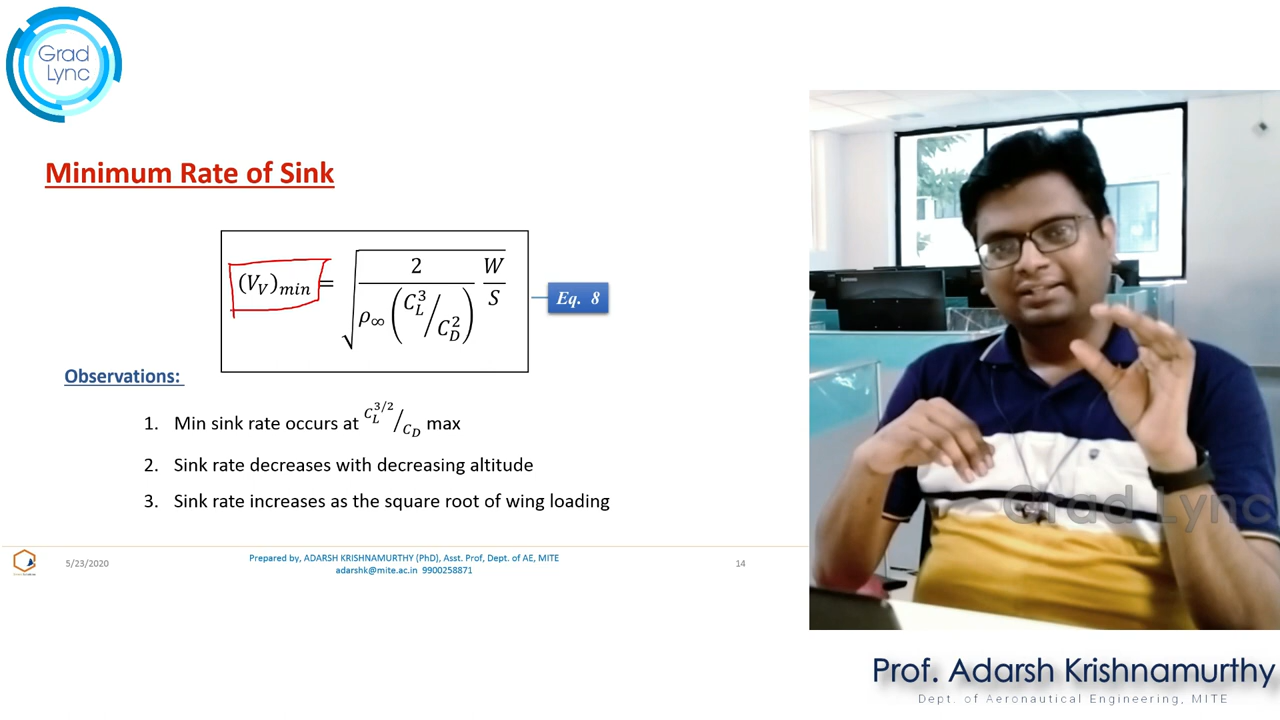 Grad
Lync
Minimum Rate of Sink
(V_V)_min = √(2 / (ρ_∞ (C_L^3 / C_D^2)) W/S)
Eq. 8
Observations:
1. Min sink rate occurs at C_L^{3/2}/C_D max
2. Sink rate decreases with decreasing altitude
3. Sink rate increases as the square root of wing loading
5/23/2020
Prepared by, ADARSH KRISHNAMURTHY (PhD), Asst. Prof, Dept. of AE, MITE
adarshk@mite.ac.in 9900258871
14
Lenovo
Grad Lync
Prof. Adarsh Krishnamurthy
Dept. of Aeronautical Engineering, MITE